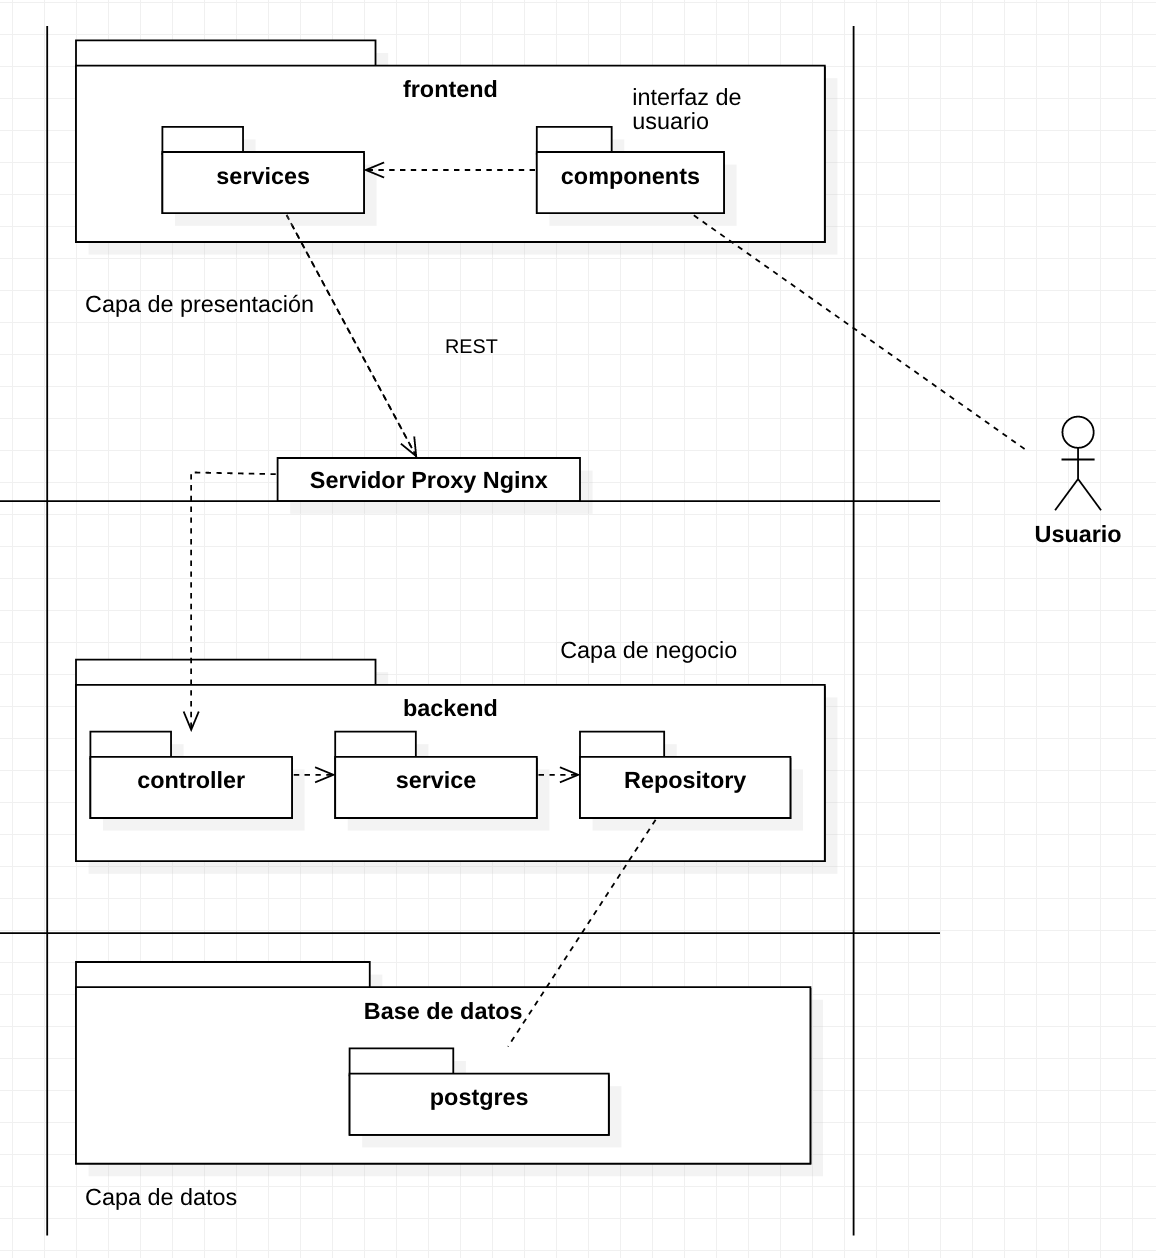 frontend
interfaz de
usuario
services
components
Capa de presentación
REST
Servidor Proxy Nginx
Usuario
Capa de negocio
backend
controller
service
Repository
Base de datos
postgres
Capa de datos